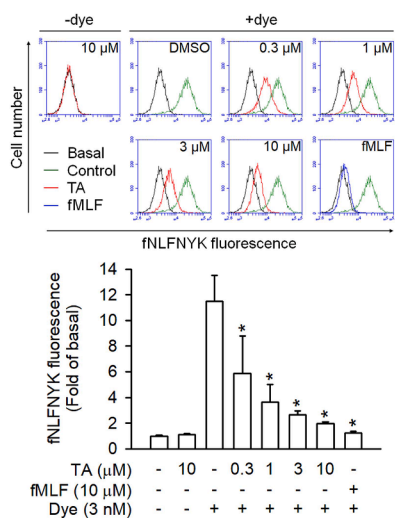 -dye +dye
10 µM DMSO 0.3 µM 1 µM
Cell number
Basal
Control
TA
fMLF
3 µM 10 µM fMLF
fNLFNYK fluorescence
fNLFNYK fluorescence
(Fold of basal)
14
12
10
8
6
4
2
0
* * * * *
TA (µM) - 10 - 0.3 1 3 10 -
fMLF (10 µM) - - - - - - - +
Dye (3 nM) - - + + + + + +